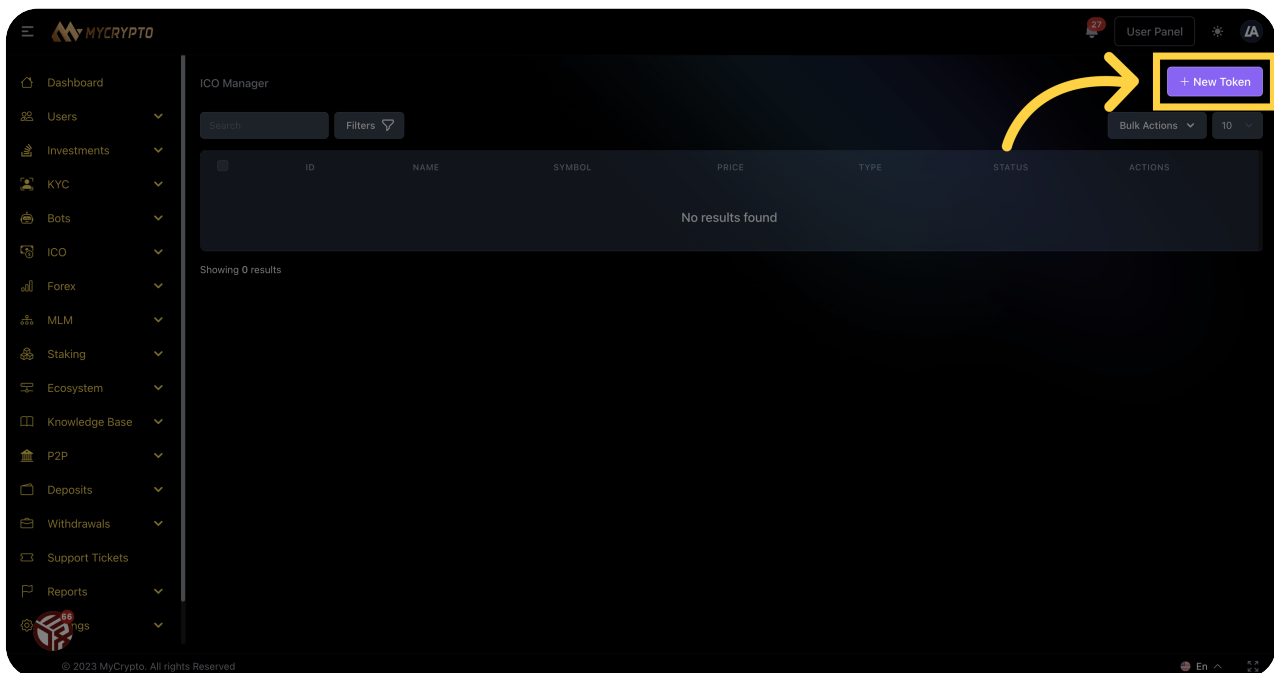 MYCRYPTO
27
User Panel
Dashboard
Users
Investments
KYC
Bots
ICO
Forex
MLM
Staking
Ecosystem
Knowledge Base
P2P
Deposits
Withdrawals
Support Tickets
Reports
66
ngs
ICO Manager
+ New Token
Search
Filters
Bulk Actions
10
ID NAME SYMBOL PRICE TYPE STATUS ACTIONS
No results found
Showing 0 results
© 2023 MyCrypto. All rights Reserved
En